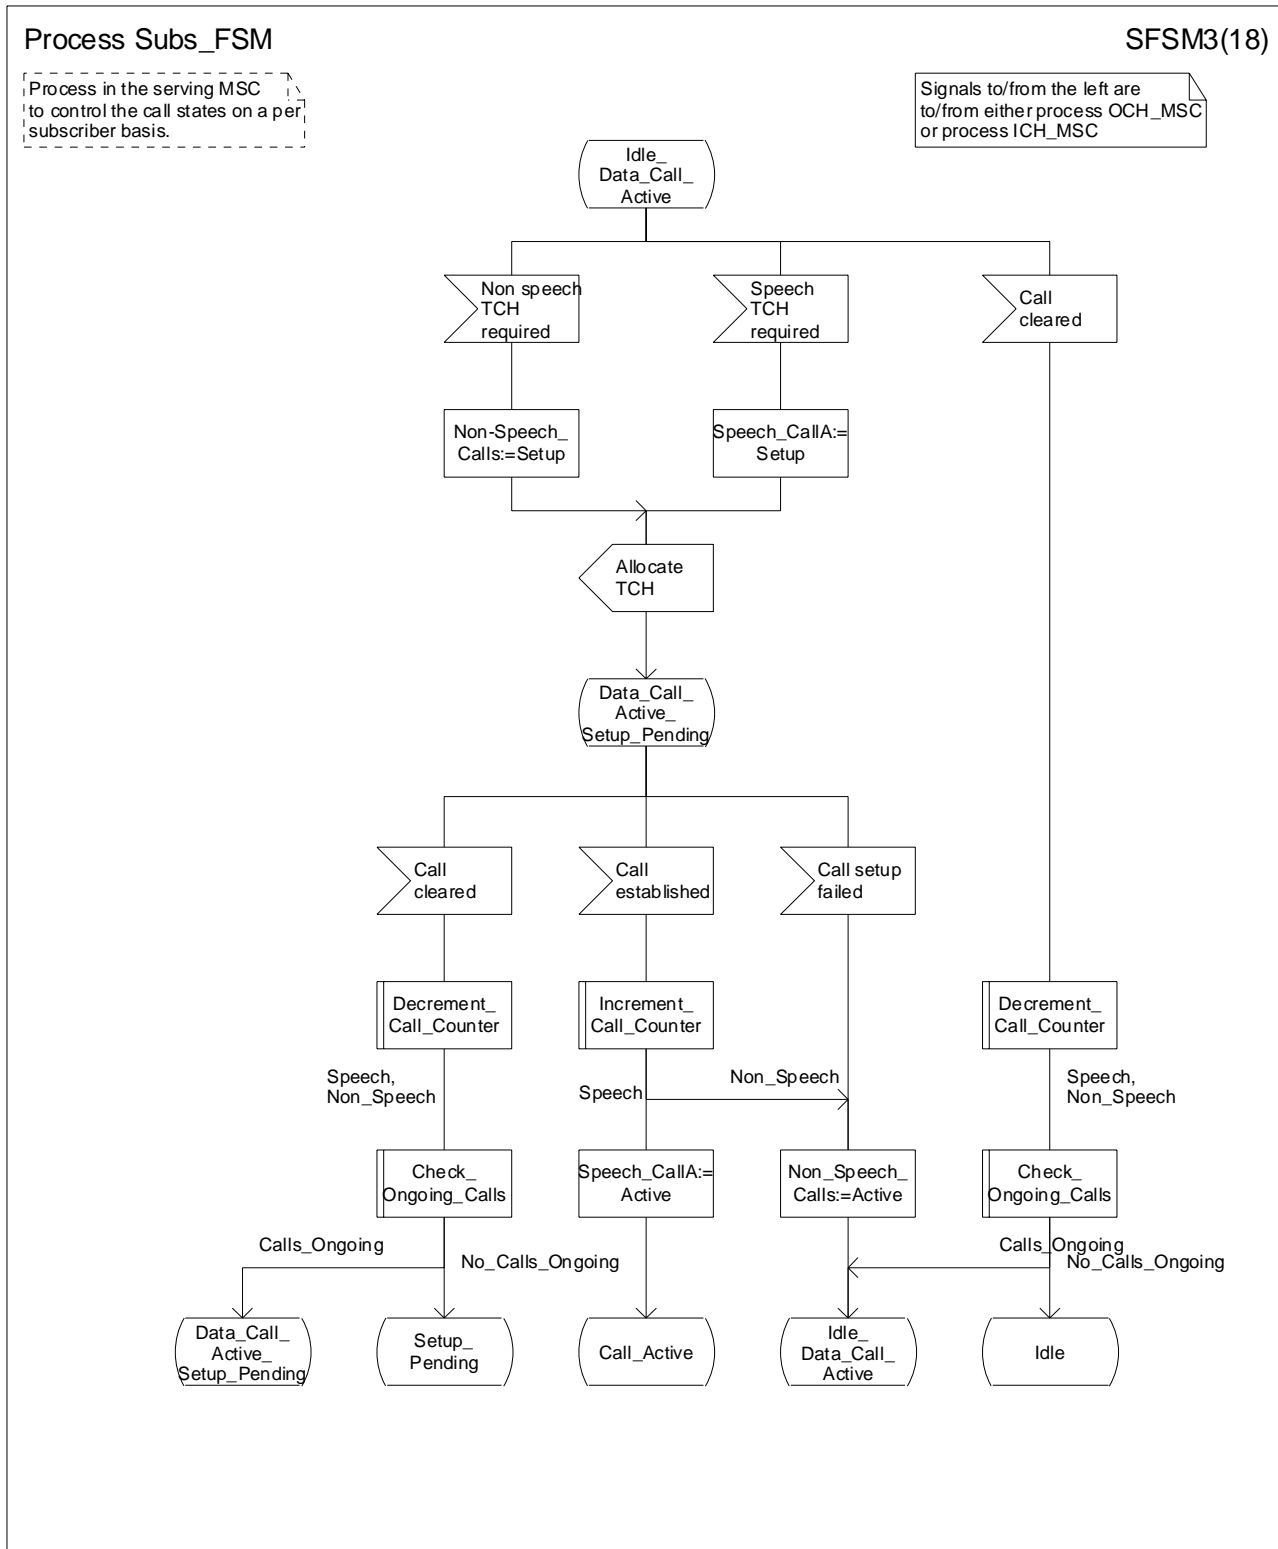 Process Subs_FSM
SFSM3(18)
Process in the serving MSC
to control the call states on a per
subscriber basis.
Signals to/from the left are
to/from either process OCH_MSC
or process ICH_MSC
Idle_
Data_Call_
Active
Non speech
TCH
required
Speech
TCH
required
Call
cleared
Non-Speech_
Calls:=Setup
Speech_CallA:=
Setup
Allocate
TCH
Data_Call_
Active_
Setup_Pending
Call
cleared
Call
established
Call setup
failed
Decrement_
Call_Counter
Increment_
Call_Counter
Decrement_
Call_Counter
Speech,
Non_Speech
Speech
Non_Speech
Speech,
Non_Speech
Check_
Ongoing_Calls
Speech_CallA:=
Active
Non_Speech_
Calls:=Active
Check_
Ongoing_Calls
Calls_Ongoing
No_Calls_Ongoing
Calls_Ongoing
No_Calls_Ongoing
Data_Call_
Active_
Setup_Pending
Setup_
Pending
Call_Active
Idle_
Data_Call_
Active
Idle